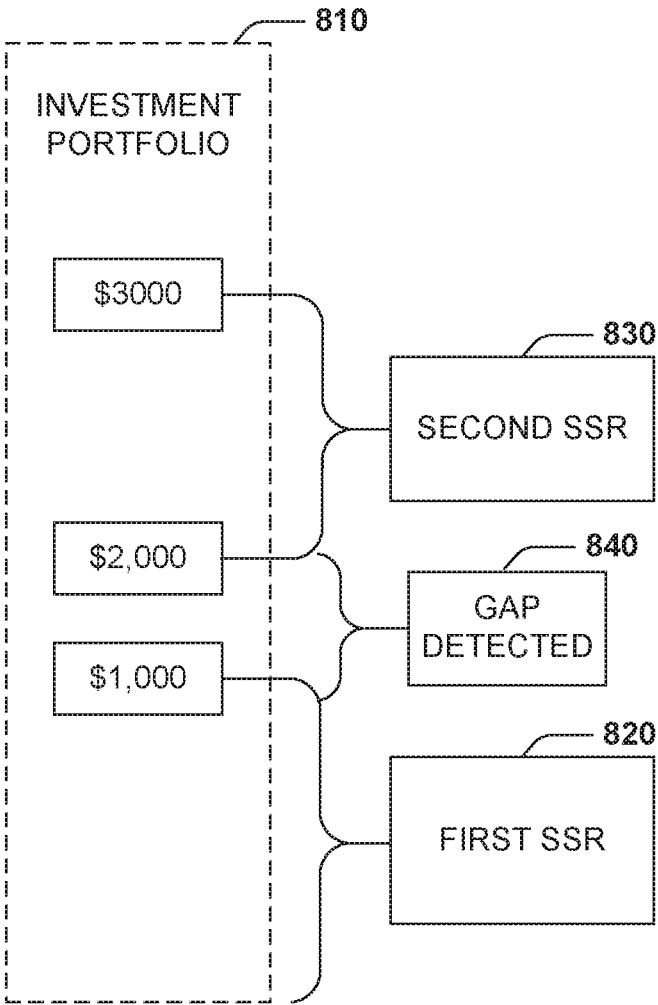 810
INVESTMENT
PORTFOLIO
$3000
830
SECOND SSR
$2,000
840
GAP
DETECTED
$1,000
820
FIRST SSR